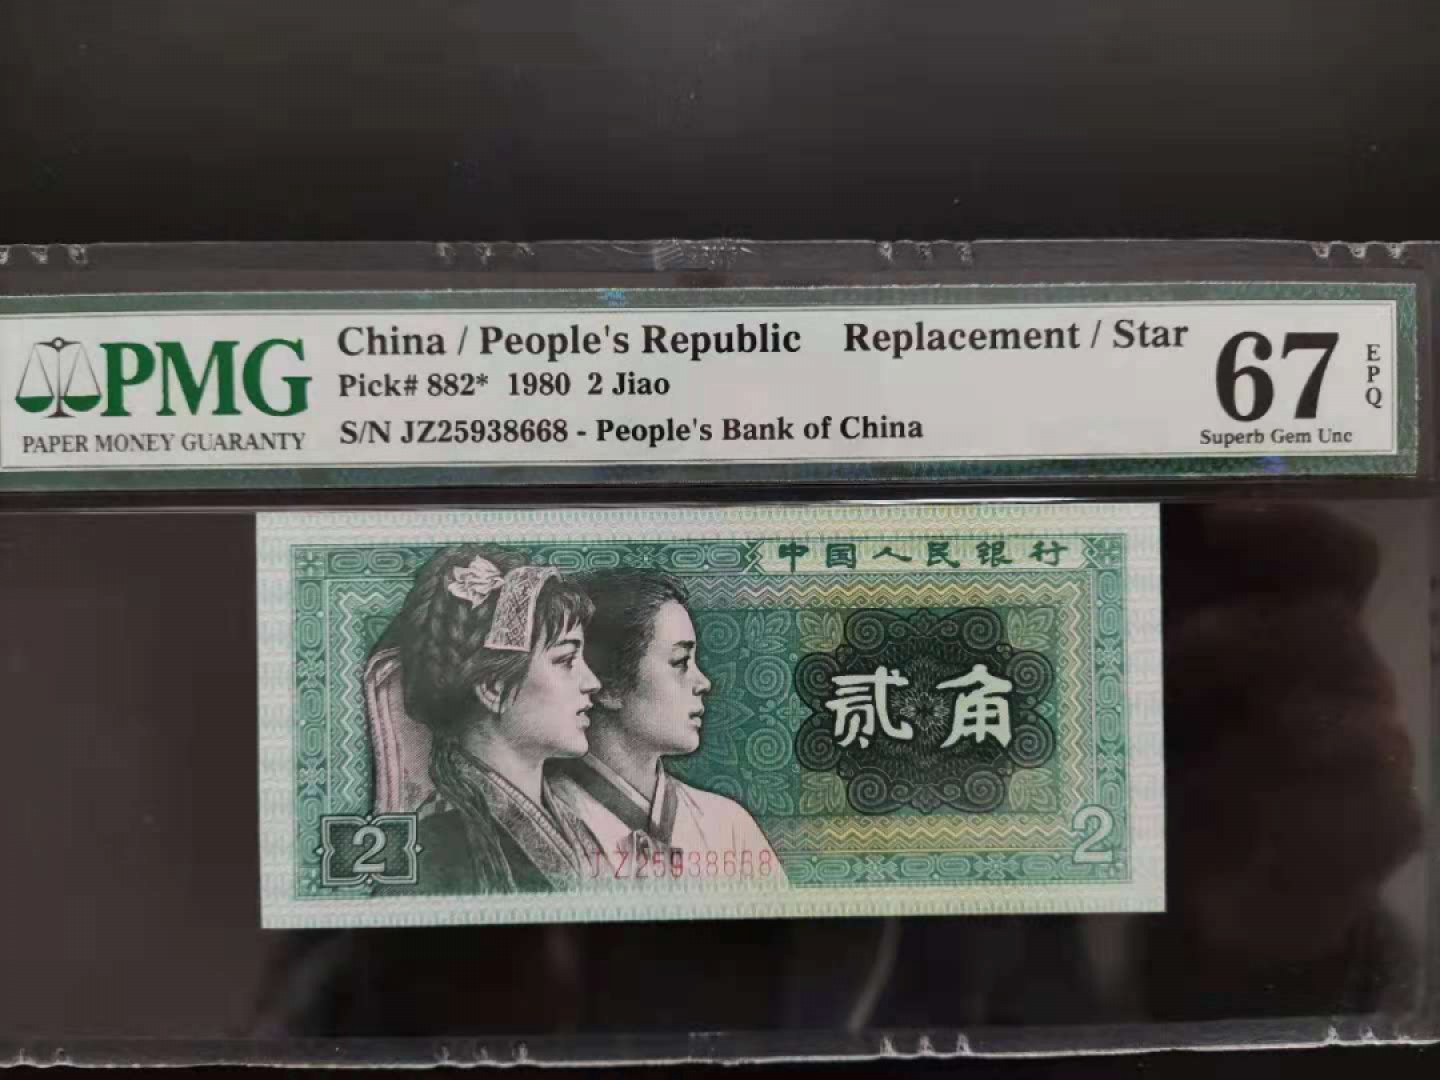 PMG
PAPER MONEY GUARANTY
China / People's Republic Replacement / Star
Pick# 882* 1980 2 Jiao
S/N JZ25938668 - People's Bank of China
67
EPQ
Superb Gem Unc
中国人民银行
贰角
2
2
JZ25938668